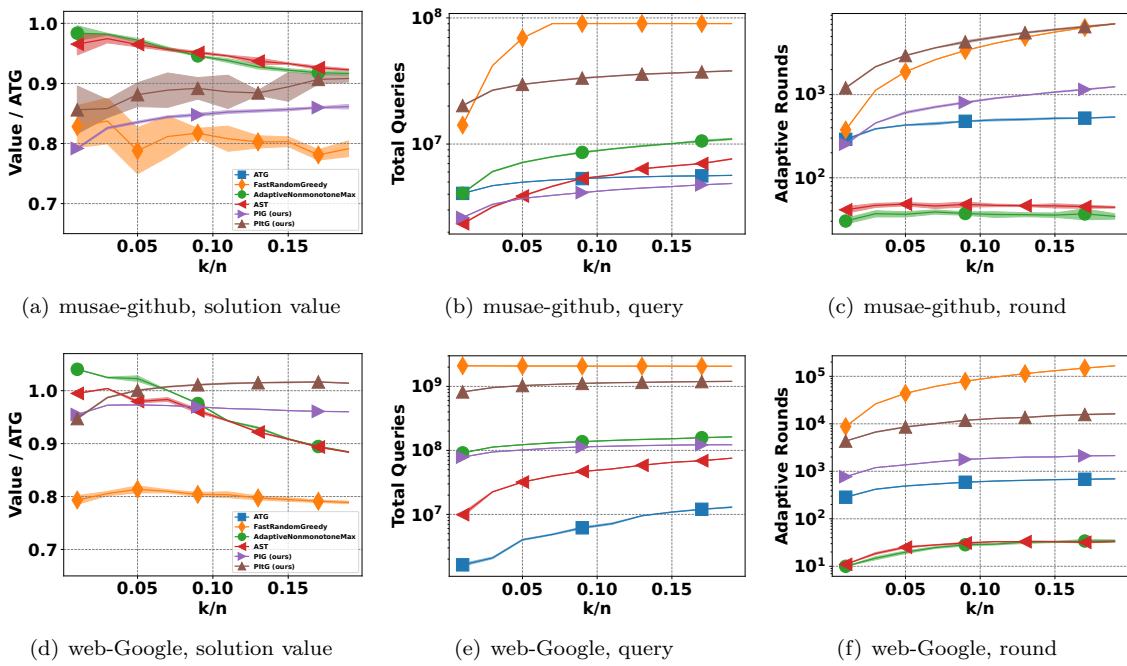 1.0
0.9
0.8
0.7
Value / ATG
ATG
FastRandomGreedy
AdaptiveNonmonotoneMax
AST
PIG (ours)
PItG (ours)
0.05 0.10 0.15
k/n
(a) musae-github, solution value
10^8
10^7
Total Queries
0.05 0.10 0.15
k/n
(b) musae-github, query
10^3
10^2
Adaptive Rounds
0.05 0.10 0.15
k/n
(c) musae-github, round
1.0
0.9
0.8
0.7
Value / ATG
ATG
FastRandomGreedy
AdaptiveNonmonotoneMax
AST
PIG (ours)
PItG (ours)
0.05 0.10 0.15
k/n
(d) web-Google, solution value
10^9
10^8
10^7
Total Queries
0.05 0.10 0.15
k/n
(e) web-Google, query
10^5
10^4
10^3
10^2
10^1
Adaptive Rounds
0.05 0.10 0.15
k/n
(f) web-Google, round